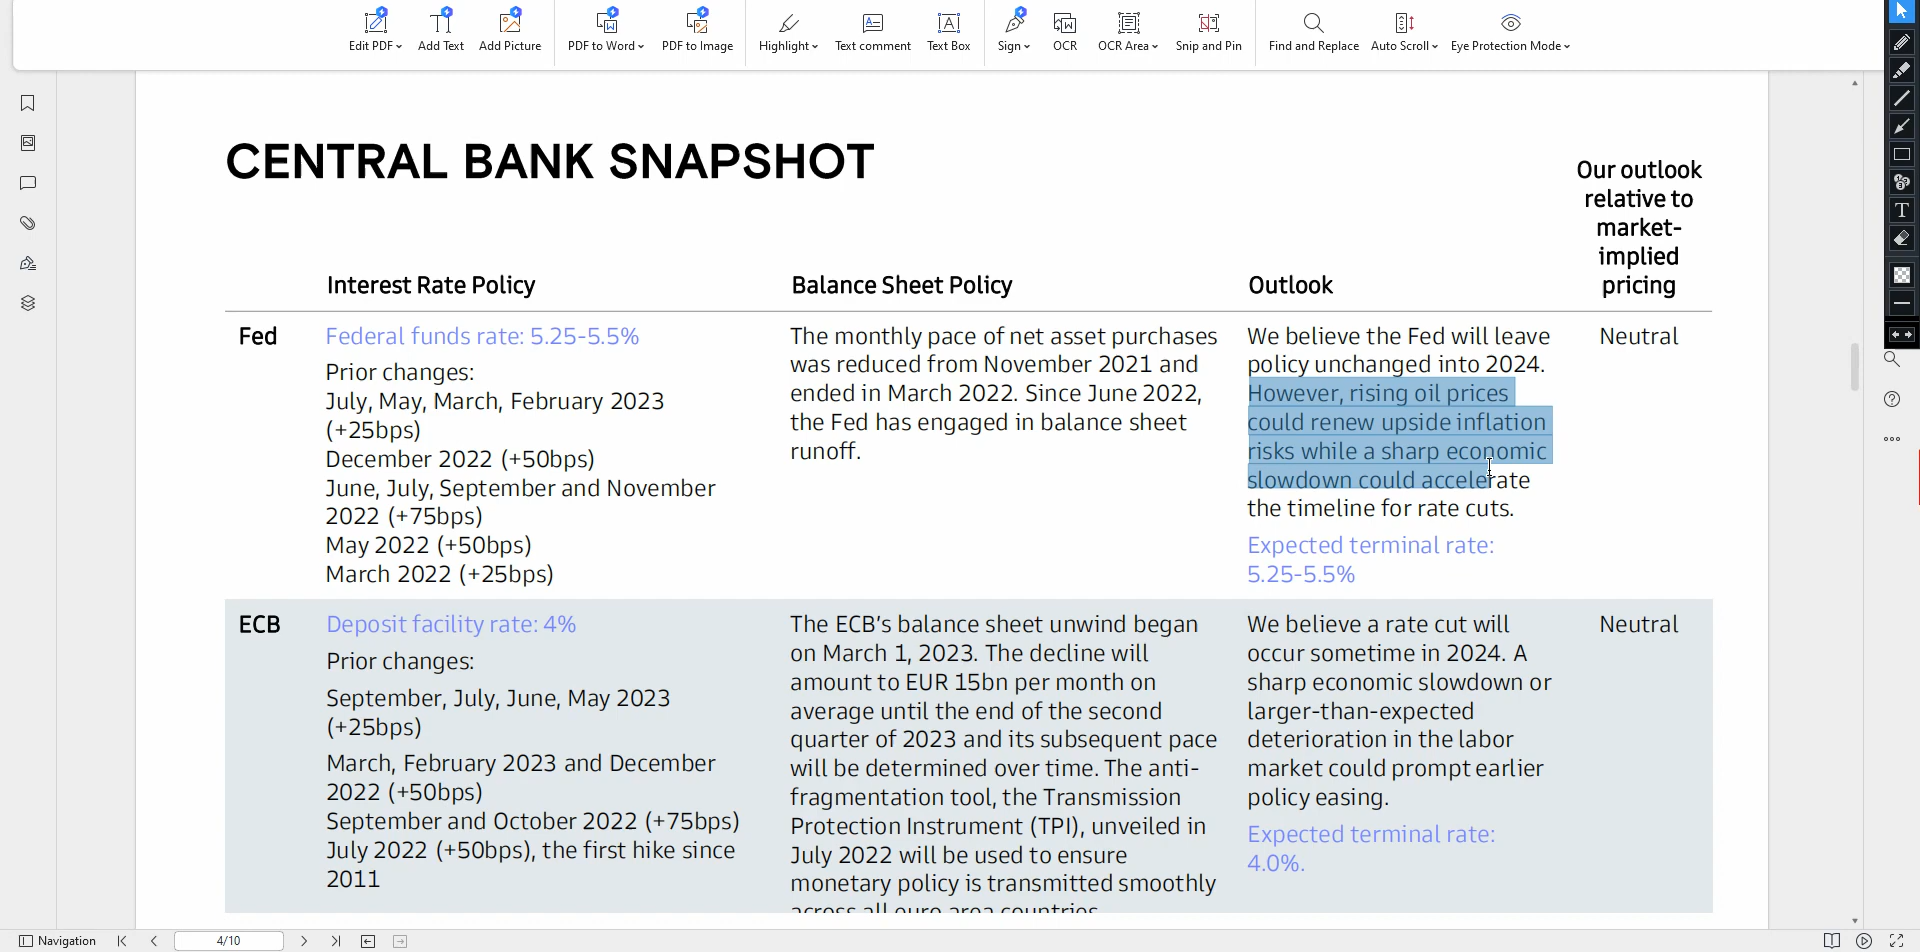 Edit PDF
Add Text
Add Picture
PDF to Word
PDF to Image
Highlight
Text comment
Text Box
Sign
OCR
OCR Area
Snip and Pin
Find and Replace
Auto Scroll
Eye Protection Mode
CENTRAL BANK SNAPSHOT
Our outlook
relative to
market-
implied
pricing
Interest Rate Policy
Balance Sheet Policy
Outlook
Fed
Federal funds rate: 5.25-5.5%
Prior changes:
July, May, March, February 2023
(+25bps)
December 2022 (+50bps)
June, July, September and November
2022 (+75bps)
May 2022 (+50bps)
March 2022 (+25bps)
The monthly pace of net asset purchases
was reduced from November 2021 and
ended in March 2022. Since June 2022,
the Fed has engaged in balance sheet
runoff.
We believe the Fed will leave
policy unchanged into 2024.
However, rising oil prices
could renew upside inflation
risks while a sharp economic
slowdown could accelerate
the timeline for rate cuts.
Expected terminal rate:
5.25-5.5%
Neutral
ECB
Deposit facility rate: 4%
Prior changes:
September, July, June, May 2023
(+25bps)
March, February 2023 and December
2022 (+50bps)
September and October 2022 (+75bps)
July 2022 (+50bps), the first hike since
2011
The ECB's balance sheet unwind began
on March 1, 2023. The decline will
amount to EUR 15bn per month on
average until the end of the second
quarter of 2023 and its subsequent pace
will be determined over time. The anti-
fragmentation tool, the Transmission
Protection Instrument (TPI), unveiled in
July 2022 will be used to ensure
monetary policy is transmitted smoothly
across all euro area countries.
We believe a rate cut will
occur sometime in 2024. A
sharp economic slowdown or
larger-than-expected
deterioration in the labor
market could prompt earlier
policy easing.
Expected terminal rate:
4.0%.
Neutral
Navigation
4/10